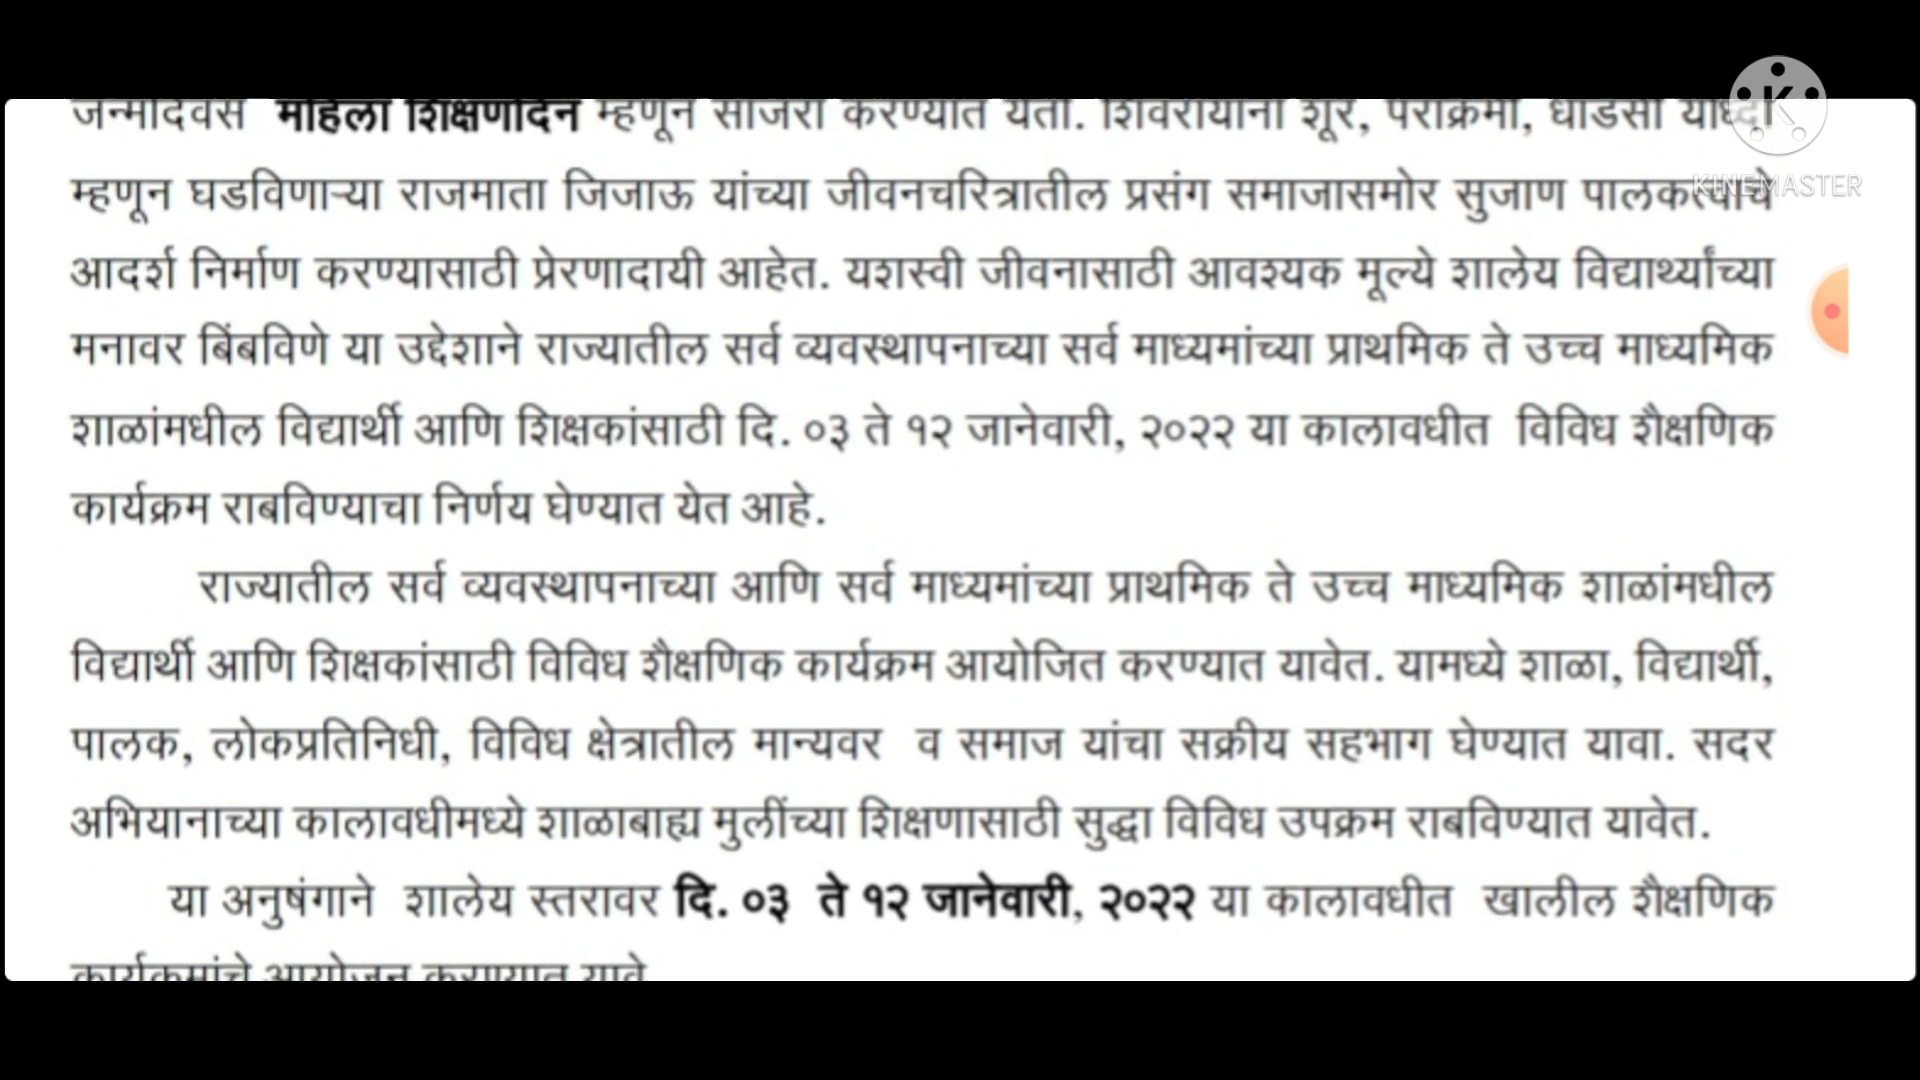 जन्मदिवस महिला शिक्षणदिन म्हणून साजरा करण्यात येतो. शिवरायांना शूर, पराक्रमी, धाडसी योध्दा
म्हणून घडविणाऱ्या राजमाता जिजाऊ यांच्या जीवनचरित्रातील प्रसंग समाजासमोर सुजाण पालकत्वाचे
आदर्श निर्माण करण्यासाठी प्रेरणादायी आहेत. यशस्वी जीवनासाठी आवश्यक मूल्ये शालेय विद्यार्थ्यांच्या
मनावर बिंबविणे या उद्देशाने राज्यातील सर्व व्यवस्थापनाच्या सर्व माध्यमांच्या प्राथमिक ते उच्च माध्यमिक
शाळांमधील विद्यार्थी आणि शिक्षकांसाठी दि. ०३ ते १२ जानेवारी, २०२२ या कालावधीत विविध शैक्षणिक
कार्यक्रम राबविण्याचा निर्णय घेण्यात येत आहे.
राज्यातील सर्व व्यवस्थापनाच्या आणि सर्व माध्यमांच्या प्राथमिक ते उच्च माध्यमिक शाळांमधील
विद्यार्थी आणि शिक्षकांसाठी विविध शैक्षणिक कार्यक्रम आयोजित करण्यात यावेत. यामध्ये शाळा, विद्यार्थी,
पालक, लोकप्रतिनिधी, विविध क्षेत्रातील मान्यवर व समाज यांचा सक्रीय सहभाग घेण्यात यावा. सदर
अभियानाच्या कालावधीमध्ये शाळाबाह्य मुलींच्या शिक्षणासाठी सुद्धा विविध उपक्रम राबविण्यात यावेत.
या अनुषंगाने शालेय स्तरावर दि. ०३ ते १२ जानेवारी, २०२२ या कालावधीत खालील शैक्षणिक
कार्यक्रमांचे आयोजन करण्यात यावे
K
KINEMASTER